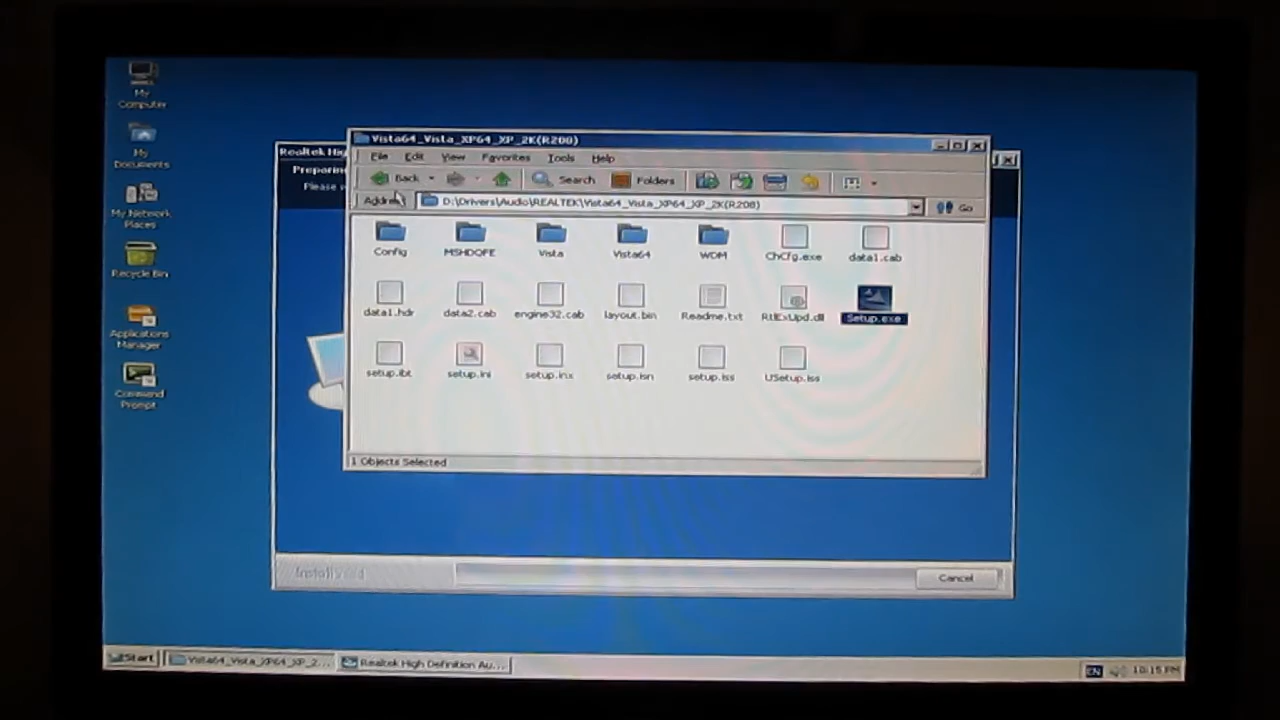 My
Computer
My
Documents
My Network
Places
Recycle Bin
Applications
Manager
Command
Prompt
Realtek Hig
Preparing
Please
Vista64_Vista_XP64_XP_2K(R208)
File Edit View Favorites Tools Help
Back Search Folders
Address D:\Drivers\Audio\REALTEK\Vista64_Vista_XP64_XP_2K(R208) Go
Config MSHDQFE Vista Vista64 WDM ChCfg.exe data1.cab
data1.hdr data2.cab engine32.cab layout.bin Readme.txt RtlExUpd.dll Setup.exe
setup.ibt setup.ini setup.inx setup.isn setup.iss USetup.iss
1 Objects Selected
InstallShield
Cancel
Start Vista64_Vista_XP64_XP_2... Realtek High Definition Au... EN 10:15 PM